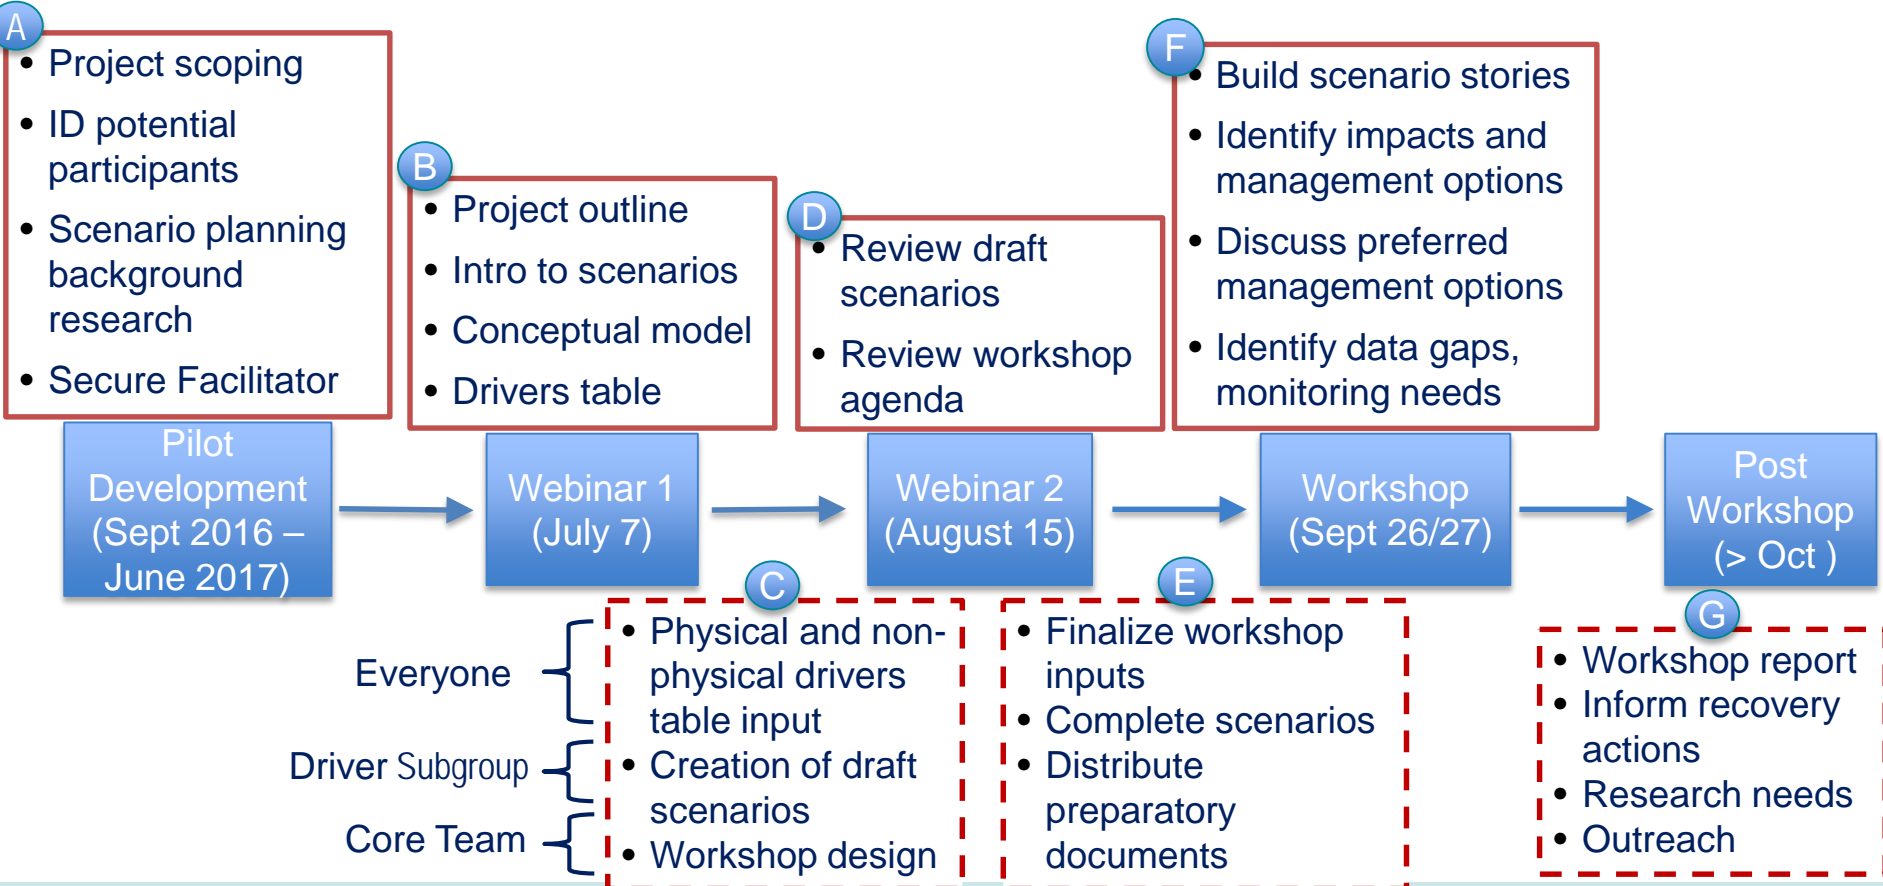 A
• Project scoping
• ID potential
participants
• Scenario planning
background
research
• Secure Facilitator
B
• Project outline
• Intro to scenarios
• Conceptual model
• Drivers table
D
• Review draft
scenarios
• Review workshop
agenda
F
• Build scenario stories
• Identify impacts and
management options
• Discuss preferred
management options
• Identify data gaps,
monitoring needs
Pilot
Development
(Sept 2016 –
June 2017)
Webinar 1
(July 7)
Webinar 2
(August 15)
Workshop
(Sept 26/27)
Post
Workshop
(> Oct )
Everyone
Driver Subgroup
Core Team
C
• Physical and non-
physical drivers
table input
• Creation of draft
scenarios
• Workshop design
E
• Finalize workshop
inputs
• Complete scenarios
• Distribute
preparatory
documents
G
• Workshop report
• Inform recovery
actions
• Research needs
• Outreach